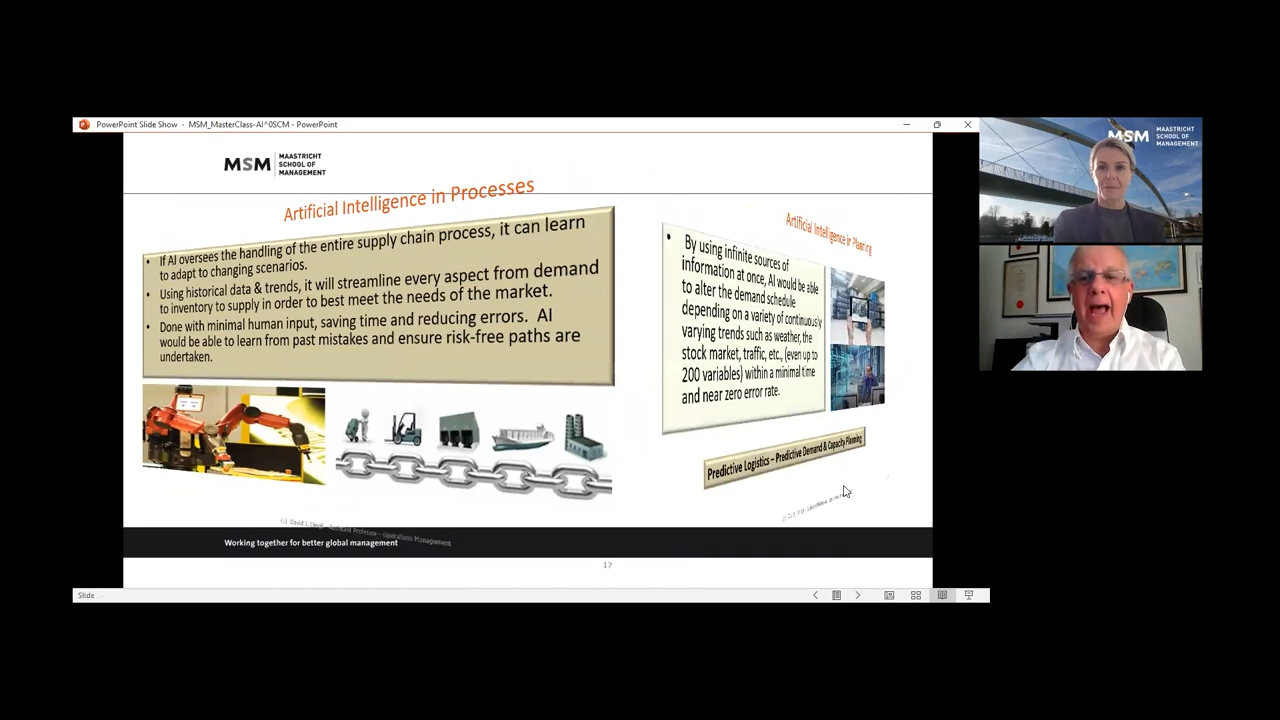 PowerPoint Slide Show - MSM_MasterClass-AI^0SCM - PowerPoint
MSM
MAASTRICHT
SCHOOL OF
MANAGEMENT
Artificial Intelligence in Processes
• If AI oversees the handling of the entire supply chain process, it can learn
to adapt to changing scenarios.
• Using historical data & trends, it will streamline every aspect from demand
to inventory to supply in order to best meet the needs of the market.
• Done with minimal human input, saving time and reducing errors. AI
would be able to learn from past mistakes and ensure risk-free paths are
undertaken.
Artificial Intelligence in Planning
• By using infinite sources of
information at once, AI would be able
to alter the demand schedule
depending on a variety of continuously
varying trends such as weather, the
stock market, traffic, etc., (even up to
200 variables) within a minimal time
and near zero error rate.
Predictive Logistics – Predictive Demand & Capacity Planning
(c) David J. Assistant Professor - Operations Management
Working together for better global management
17
Slide
MSM
MAASTRICHT
SCHOOL OF
MANAGEMENT